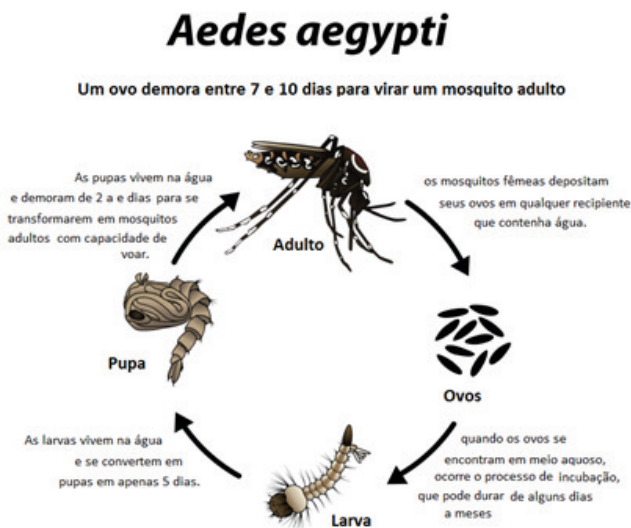 Aedes aegypti
Um ovo demora entre 7 e 10 dias para virar um mosquito adulto
As pupas vivem na água
e demoram de 2 a e dias para se
transformarem em mosquitos
adultos com capacidade de
voar.
Adulto
os mosquitos fêmeas depositam
seus ovos em qualquer recipiente
que contenha água.
Pupa
Ovos
As larvas vivem na água
e se convertem em
pupas em apenas 5 dias.
quando os ovos se
encontram em meio aquoso,
ocorre o processo de incubação,
que pode durar de alguns dias
a meses
Larva